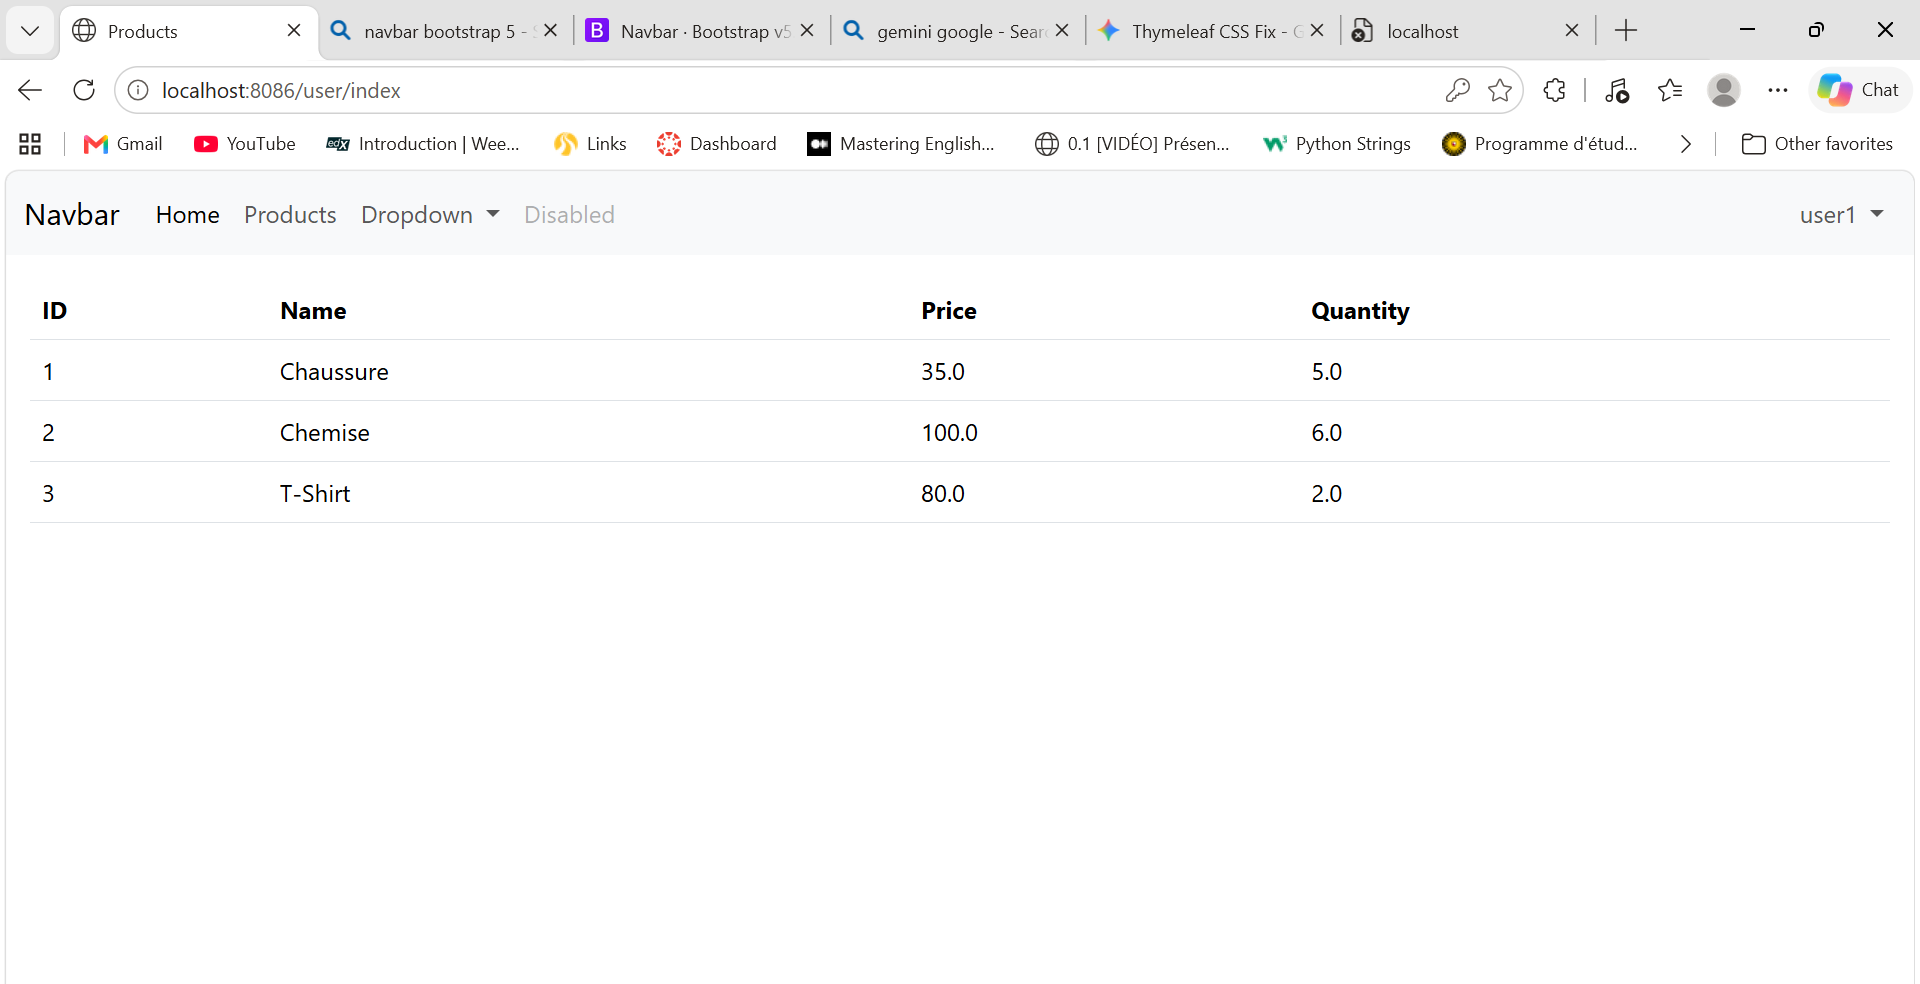 Products navbar bootstrap 5 - Navbar · Bootstrap v5 gemini google - Sear Thymeleaf CSS Fix - G localhost
localhost:8086/user/index Chat
Gmail YouTube edX Introduction | Wee... Links Dashboard Mastering English... 0.1 [VIDÉO] Présen... Python Strings Programme d'étud... Other favorites
Navbar Home Products Dropdown Disabled user1
ID Name Price Quantity
1 Chaussure 35.0 5.0
2 Chemise 100.0 6.0
3 T-Shirt 80.0 2.0